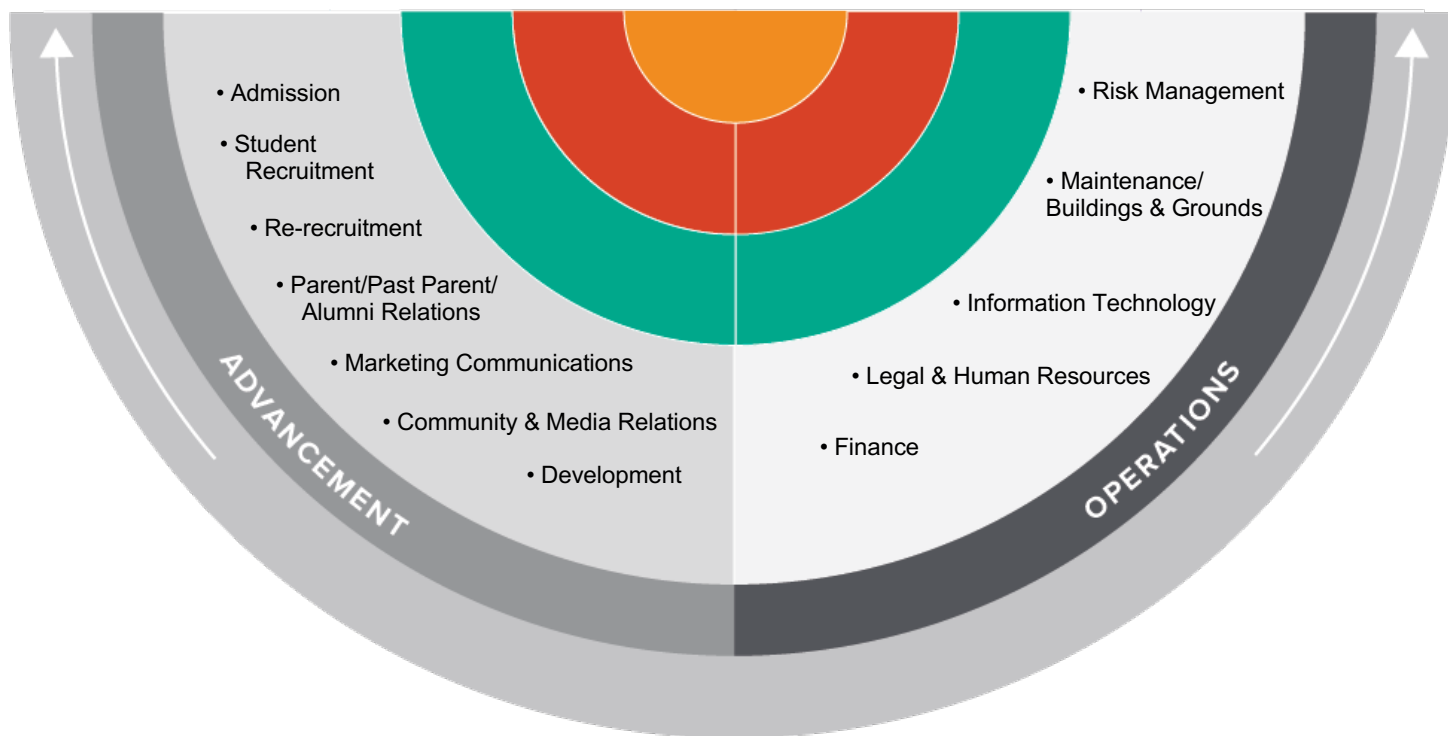 • Admission
• Student
Recruitment
• Re-recruitment
• Parent/Past Parent/
Alumni Relations
• Marketing Communications
• Community & Media Relations
• Development
ADVANCEMENT
• Risk Management
• Maintenance/
Buildings & Grounds
• Information Technology
• Legal & Human Resources
• Finance
OPERATIONS